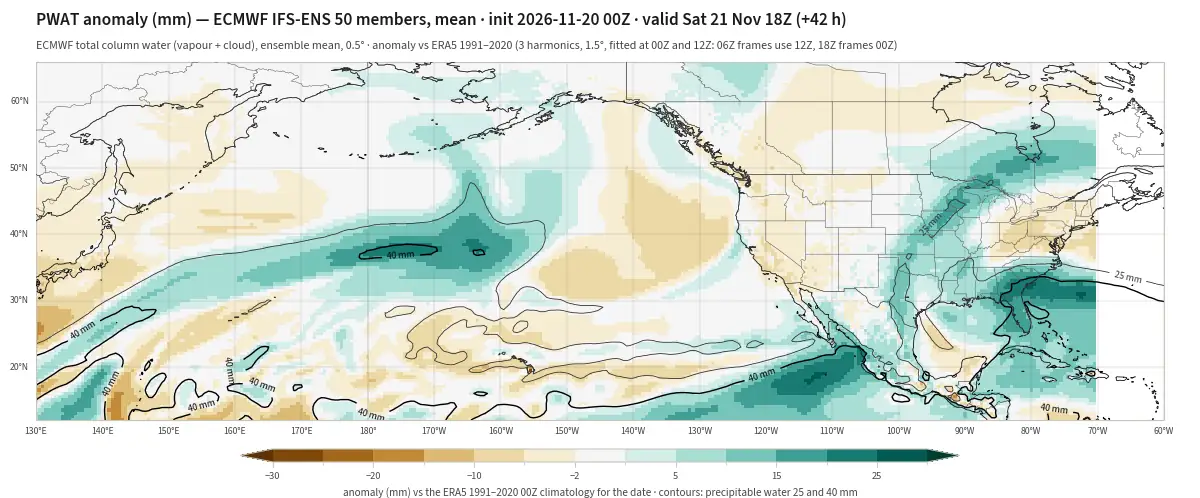 PWAT anomaly (mm) — ECMWF IFS-ENS 50 members, mean · init 2026-11-20 00Z · valid Sat 21 Nov 18Z (+42 h)
ECMWF total column water (vapour + cloud), ensemble mean, 0.5° · anomaly vs ERA5 1991–2020 (3 harmonics, 1.5°, fitted at 00Z and 12Z: 06Z frames use 12Z, 18Z frames 00Z)
60°N
50°N
25 mm
40°N
40 mm
25 mm
30°N
40 mm
20°N
40 mm
40 mm
40 mm
40 mm
40 mm
40 mm
40 mm
130°E 140°E 150°E 160°E 170°E 180° 170°W 160°W 150°W 140°W 130°W 120°W 110°W 100°W 90°W 80°W 70°W 60°W
−30 −20 −10 −2 5 15 25
anomaly (mm) vs the ERA5 1991–2020 00Z climatology for the date · contours: precipitable water 25 and 40 mm